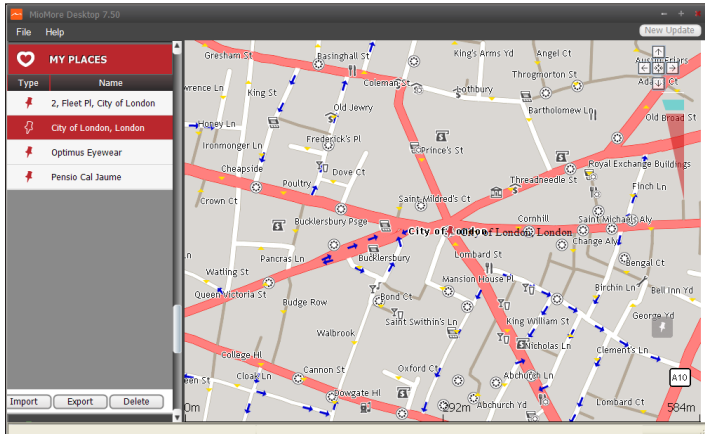 MioMore Desktop 7.50
File Help
New Update
MY PLACES
Type Name
2, Fleet Pl, City of London
City of London, London
Optimus Eyewear
Pensio Cal Jaume
Import Export Delete
Gresham St
Basinghall St
King's Arms Yd
Angel Ct
Throgmorton St
Coleman St
Lothbury
King St
Old Jewry
Bartholomew Ln
Old Broad St
Honey Ln
Ironmonger Ln
Frederick's Pl
Prince's St
Royal Exchange Buildings
Cheapside
Poultry
Dove Ct
Threadneedle St
Finch Ln
Crown Ct
Saint Mildred's Ct
Cornhill
Saint Michaels Aly
Bucklersbury Psge
City of London
City of London, London
Change Aly
Pancras Ln
Bucklersbury
Lombard St
Bengal Ct
Watling St
Mansion House Pl
Birchin Ln
Bell Inn Yd
Queen Victoria St
Budge Row
Bond Ct
George Yd
Walbrook
Saint Swithin's Ln
King William St
Nicholas Ln
Clement's Ln
College Hl
Cannon St
Oxford Ct
Cloak Ln
Abchurch Ln
A10
Dowgate Hl
Abchurch Yd
Lombard Ct
0m
292m
584m